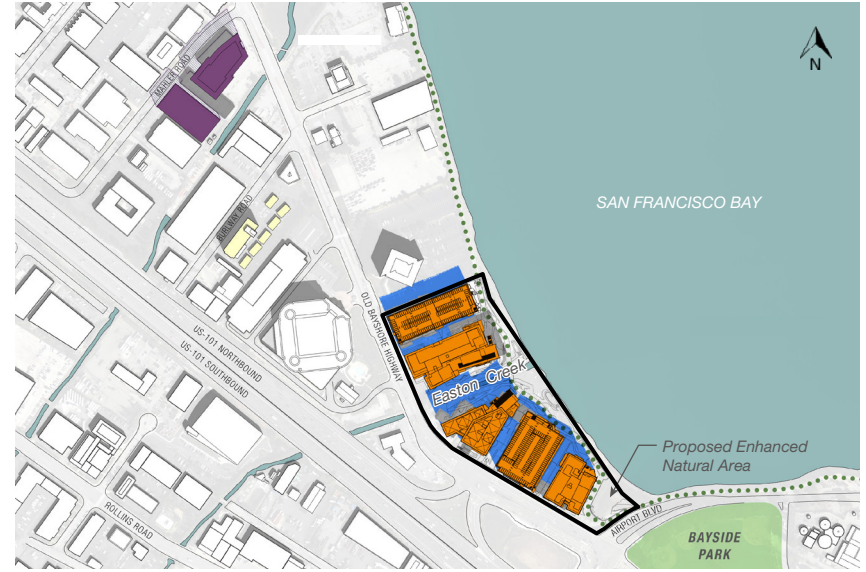 MAHLER ROAD
N
SAN FRANCISCO BAY
BURLWAY ROAD
OLD BAYSHORE HIGHWAY
US-101 NORTHBOUND
US-101 SOUTHBOUND
Easton Creek
Proposed Enhanced
Natural Area
ROLLINS ROAD
AIRPORT BLVD
BAYSIDE
PARK